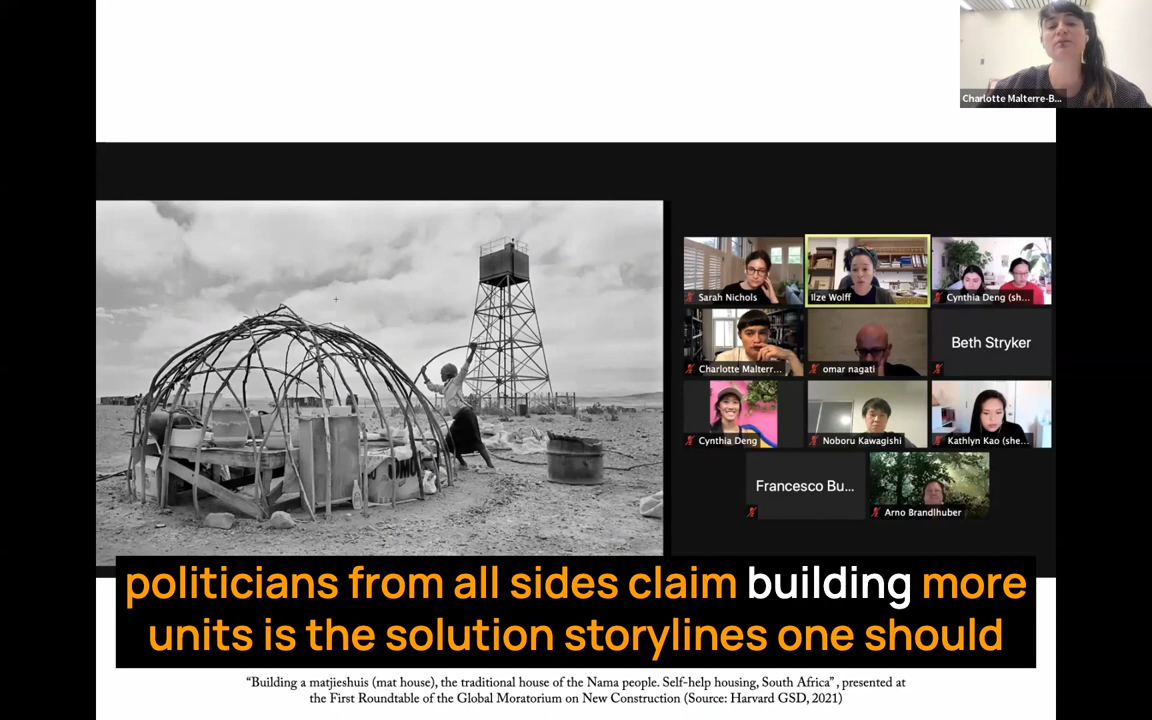 Charlotte Malterre-B...
Sarah Nichols
Ilze Wolff
Cynthia Deng (sh...
Charlotte Malterr...
omar nagati
Beth Stryker
Cynthia Deng
Noboru Kawagishi
Kathlyn Kao (she...
Francesco Bu...
Arno Brandlhuber
politicians from all sides claim building more
units is the solution storylines one should
“Building a matjieshuis (mat house), the traditional house of the Nama people. Self-help housing, South Africa” , presented at
the First Roundtable of the Global Moratorium on New Construction (Source: Harvard GSD, 2021)